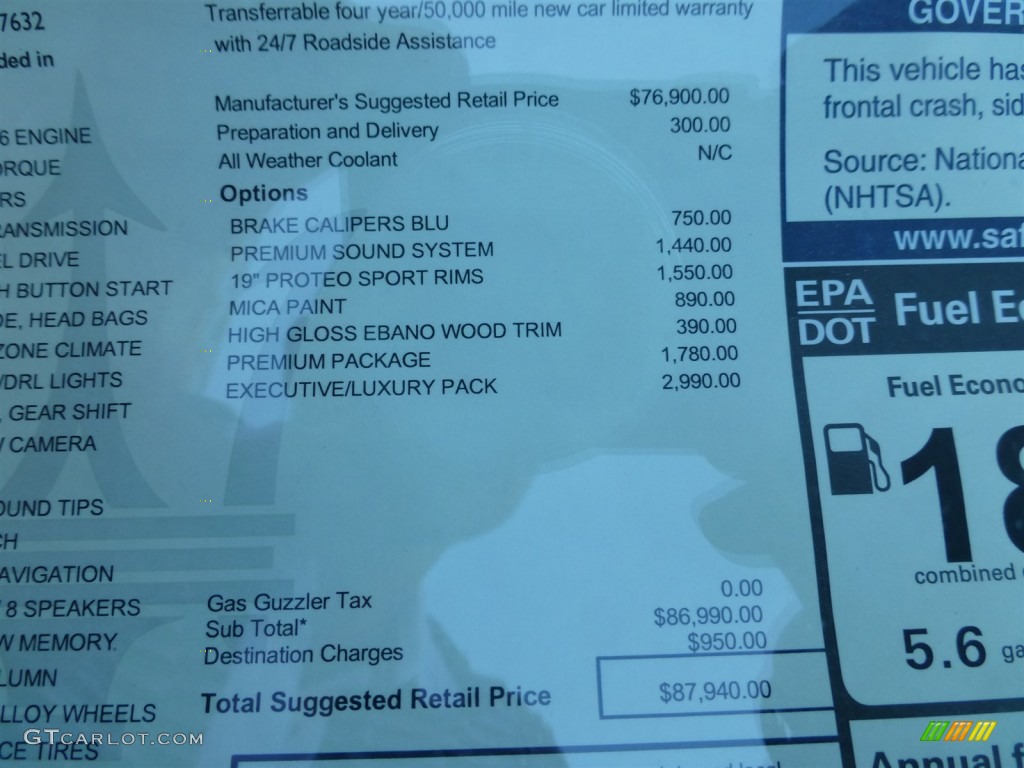 7632
ded in
6 ENGINE
ORQUE
RS
RANSMISSION
EL DRIVE
H BUTTON START
DE, HEAD BAGS
ZONE CLIMATE
/DRL LIGHTS
, GEAR SHIFT
/ CAMERA
OUND TIPS
CH
AVIGATION
/ 8 SPEAKERS
W MEMORY
LUMN
LLOY WHEELS
CE TIRES
Transferrable four year/50,000 mile new car limited warranty
with 24/7 Roadside Assistance
Manufacturer's Suggested Retail Price $76,900.00
Preparation and Delivery 300.00
All Weather Coolant N/C
Options
BRAKE CALIPERS BLU 750.00
PREMIUM SOUND SYSTEM 1,440.00
19" PROTEO SPORT RIMS 1,550.00
MICA PAINT 890.00
HIGH GLOSS EBANO WOOD TRIM 390.00
PREMIUM PACKAGE 1,780.00
EXECUTIVE/LUXURY PACK 2,990.00
Gas Guzzler Tax 0.00
Sub Total* $86,990.00
Destination Charges $950.00
Total Suggested Retail Price $87,940.00
GOVER
This vehicle has
frontal crash, sid
Source: Nationa
(NHTSA).
www.saf
EPA
DOT
Fuel Ec
Fuel Econo
18
combined
5.6 ga
Annual f
GTCARLOT.COM